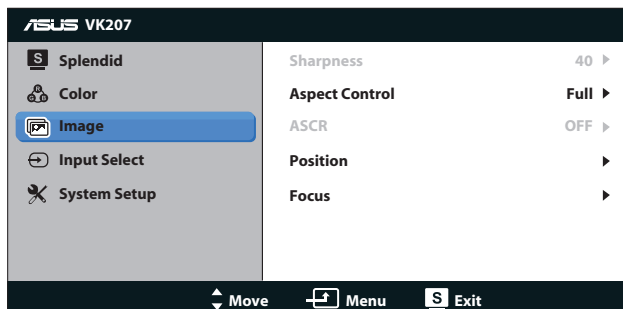 ASUS VK207
S Splendid
Color
Image
Input Select
System Setup
Sharpness 40
Aspect Control Full
ASCR OFF
Position
Focus
Move Menu S Exit